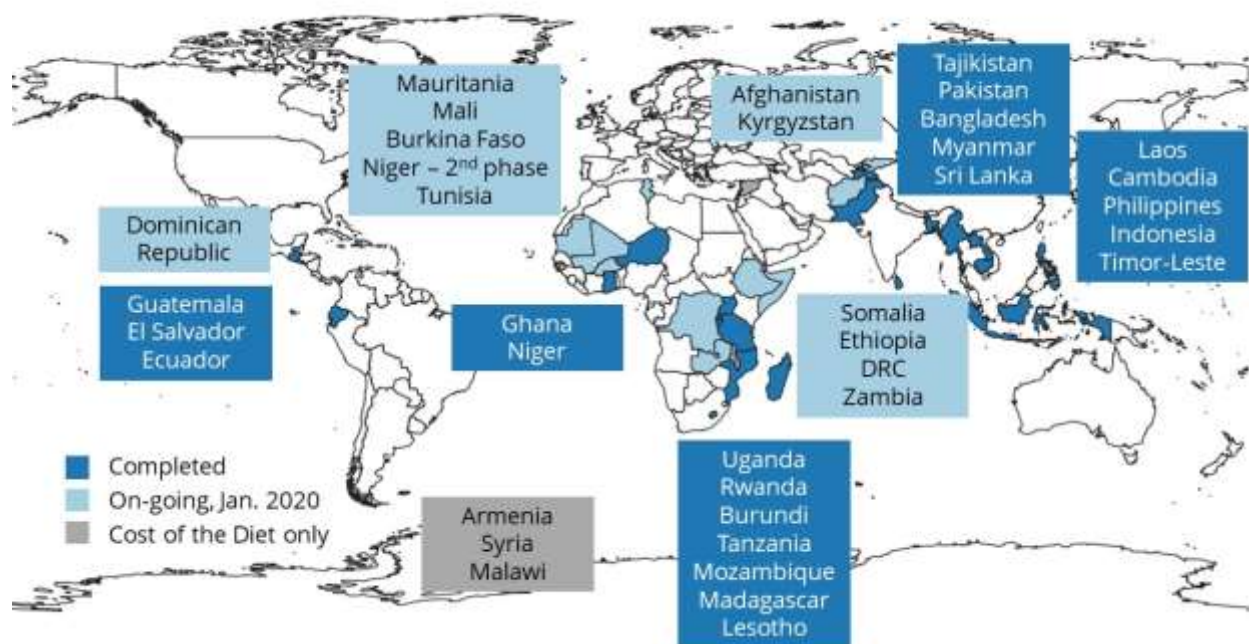 Mauritania
Mali
Burkina Faso
Niger – 2nd phase
Tunisia
Afghanistan
Kyrgyzstan
Tajikistan
Pakistan
Bangladesh
Myanmar
Sri Lanka
Laos
Cambodia
Philippines
Indonesia
Timor-Leste
Dominican
Republic
Guatemala
El Salvador
Ecuador
Ghana
Niger
Somalia
Ethiopia
DRC
Zambia
Completed
On-going, Jan. 2020
Cost of the Diet only
Armenia
Syria
Malawi
Uganda
Rwanda
Burundi
Tanzania
Mozambique
Madagascar
Lesotho